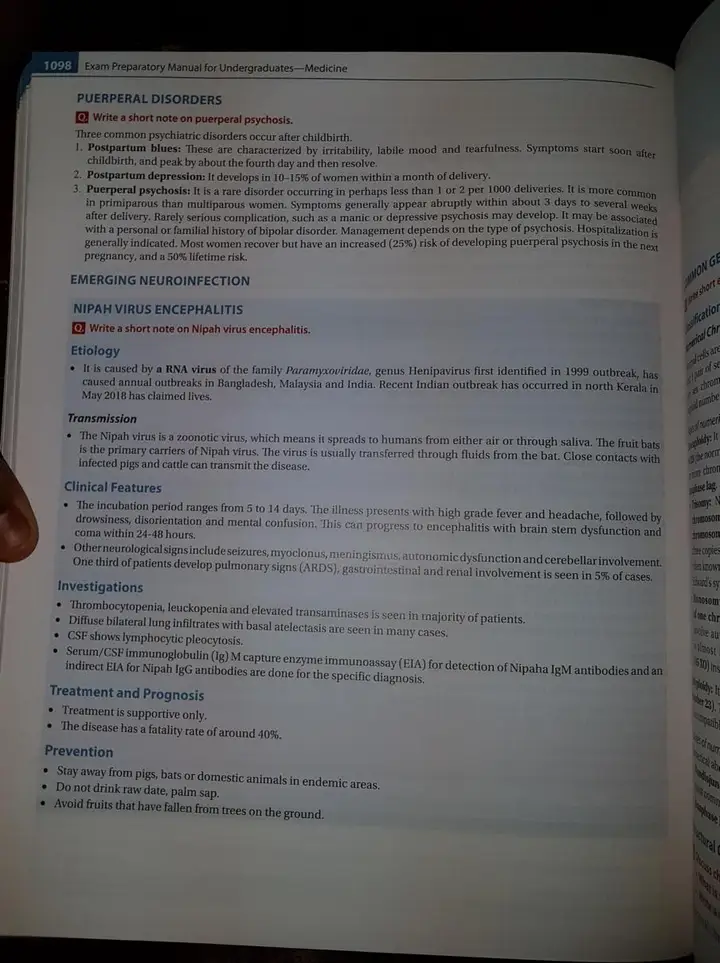 1098 Exam Preparatory Manual for Undergraduates—Medicine
PUERPERAL DISORDERS
Q. Write a short note on puerperal psychosis.
Three common psychiatric disorders occur after childbirth.
1. Postpartum blues: These are characterized by irritability, labile mood and tearfulness. Symptoms start soon after
childbirth, and peak by about the fourth day and then resolve.
2. Postpartum depression: It develops in 10–15% of women within a month of delivery.
3. Puerperal psychosis: It is a rare disorder occurring in perhaps less than 1 or 2 per 1000 deliveries. It is more common
in primiparous than multiparous women. Symptoms generally appear abruptly within about 3 days to several weeks
after delivery. Rarely serious complication, such as a manic or depressive psychosis may develop. It may be associated
with a personal or familial history of bipolar disorder. Management depends on the type of psychosis. Hospitalization is
generally indicated. Most women recover but have an increased (25%) risk of developing puerperal psychosis in the next
pregnancy, and a 50% lifetime risk.
EMERGING NEUROINFECTION
NIPAH VIRUS ENCEPHALITIS
Q. Write a short note on Nipah virus encephalitis.
Etiology
• It is caused by a RNA virus of the family Paramyxoviridae, genus Henipavirus first identified in 1999 outbreak, has
caused annual outbreaks in Bangladesh, Malaysia and India. Recent Indian outbreak has occurred in north Kerala in
May 2018 has claimed lives.
Transmission
• The Nipah virus is a zoonotic virus, which means it spreads to humans from either air or through saliva. The fruit bats
is the primary carriers of Nipah virus. The virus is usually transferred through fluids from the bat. Close contacts with
infected pigs and cattle can transmit the disease.
Clinical Features
• The incubation period ranges from 5 to 14 days. The illness presents with high grade fever and headache, followed by
drowsiness, disorientation and mental confusion. This can progress to encephalitis with brain stem dysfunction and
coma within 24-48 hours.
• Other neurological signs include seizures, myoclonus, meningismus, autonomic dysfunction and cerebellar involvement.
One third of patients develop pulmonary signs (ARDS), gastrointestinal and renal involvement is seen in 5% of cases.
Investigations
• Thrombocytopenia, leuckopenia and elevated transaminases is seen in majority of patients.
• Diffuse bilateral lung infiltrates with basal atelectasis are seen in many cases.
• CSF shows lymphocytic pleocytosis.
• Serum/CSF immunoglobulin (Ig) M capture enzyme immunoassay (EIA) for detection of Nipaha IgM antibodies and an
indirect EIA for Nipah IgG antibodies are done for the specific diagnosis.
Treatment and Prognosis
• Treatment is supportive only.
• The disease has a fatality rate of around 40%.
Prevention
• Stay away from pigs, bats or domestic animals in endemic areas.
• Do not drink raw date, palm sap.
• Avoid fruits that have fallen from trees on the ground.